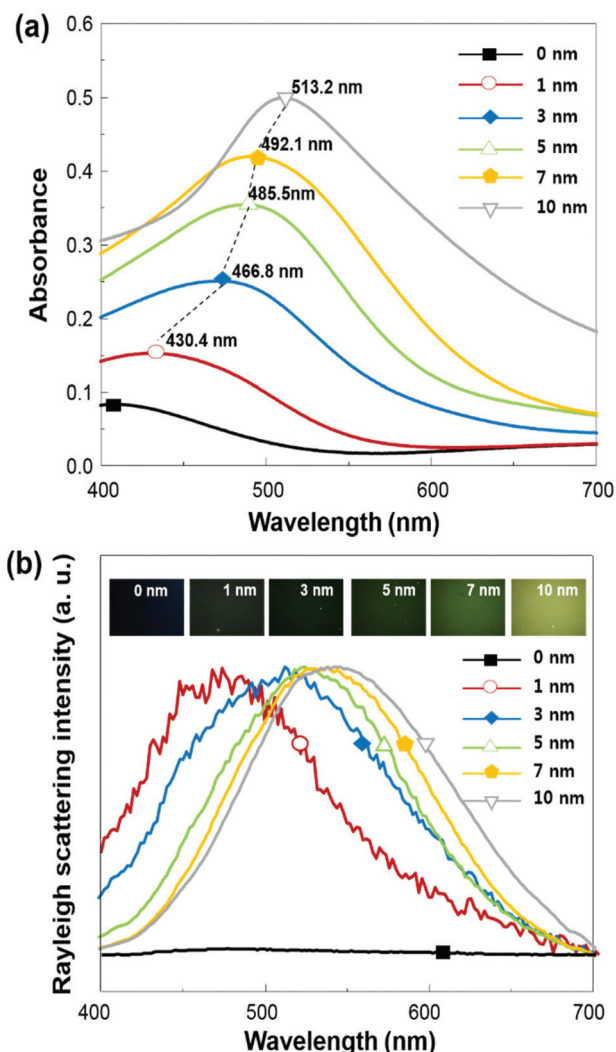 (a)
0.6
0.5
0.4
0.3
0.2
0.1
0.0
Absorbance
513.2 nm
492.1 nm
485.5nm
466.8 nm
430.4 nm
0 nm
1 nm
3 nm
5 nm
7 nm
10 nm
400
500
600
700
Wavelength (nm)
(b)
Rayleigh scattering intensity (a. u.)
0 nm
1 nm
3 nm
5 nm
7 nm
10 nm
0 nm
1 nm
3 nm
5 nm
7 nm
10 nm
400
500
600
700
Wavelength (nm)